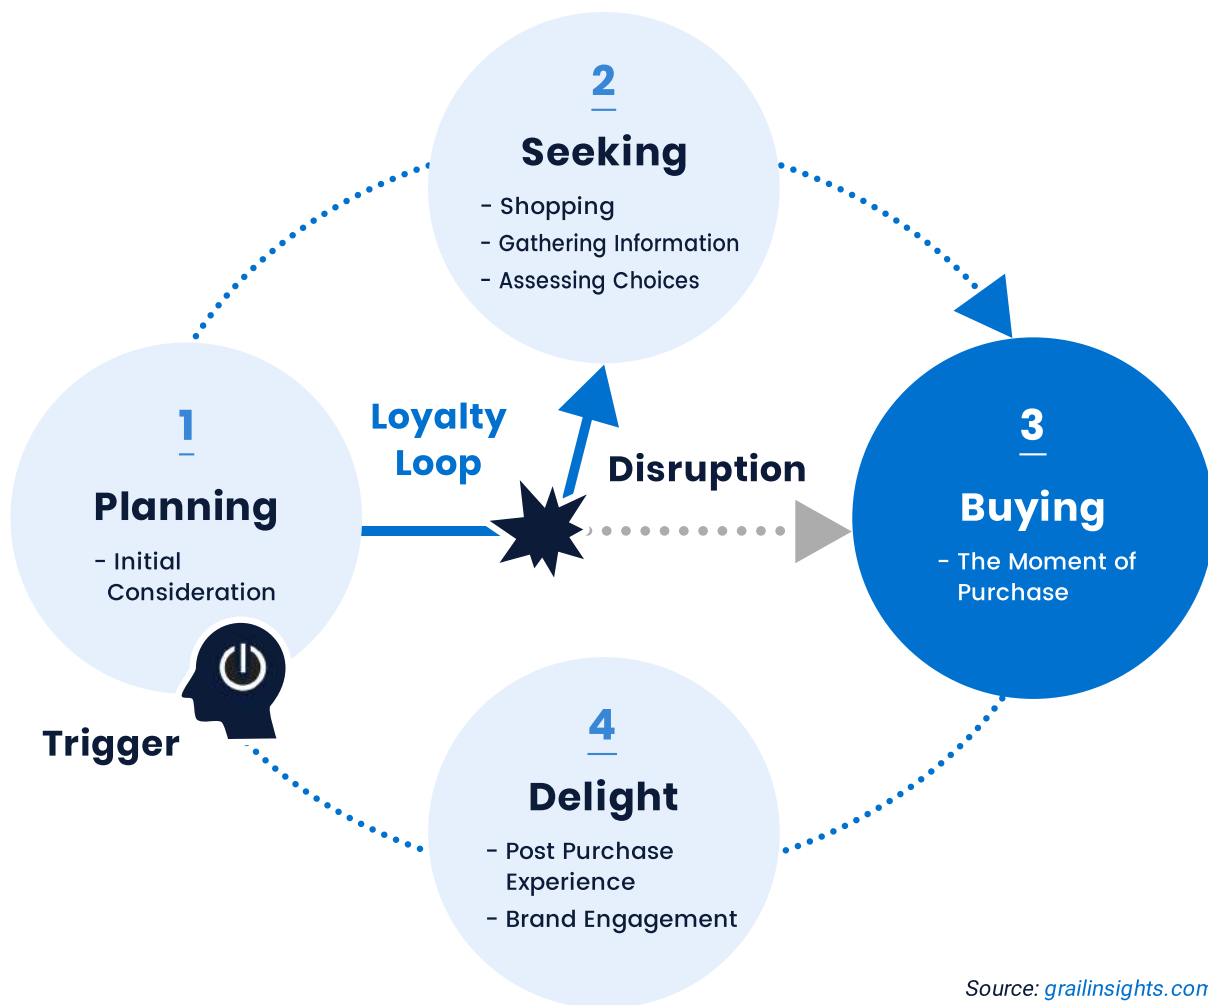 2
Seeking
- Shopping
- Gathering Information
- Assessing Choices
1
Planning
- Initial
Consideration
Trigger
Loyalty
Loop
Disruption
3
Buying
- The Moment of
Purchase
4
Delight
- Post Purchase
Experience
- Brand Engagement
Source: grailinsights.com